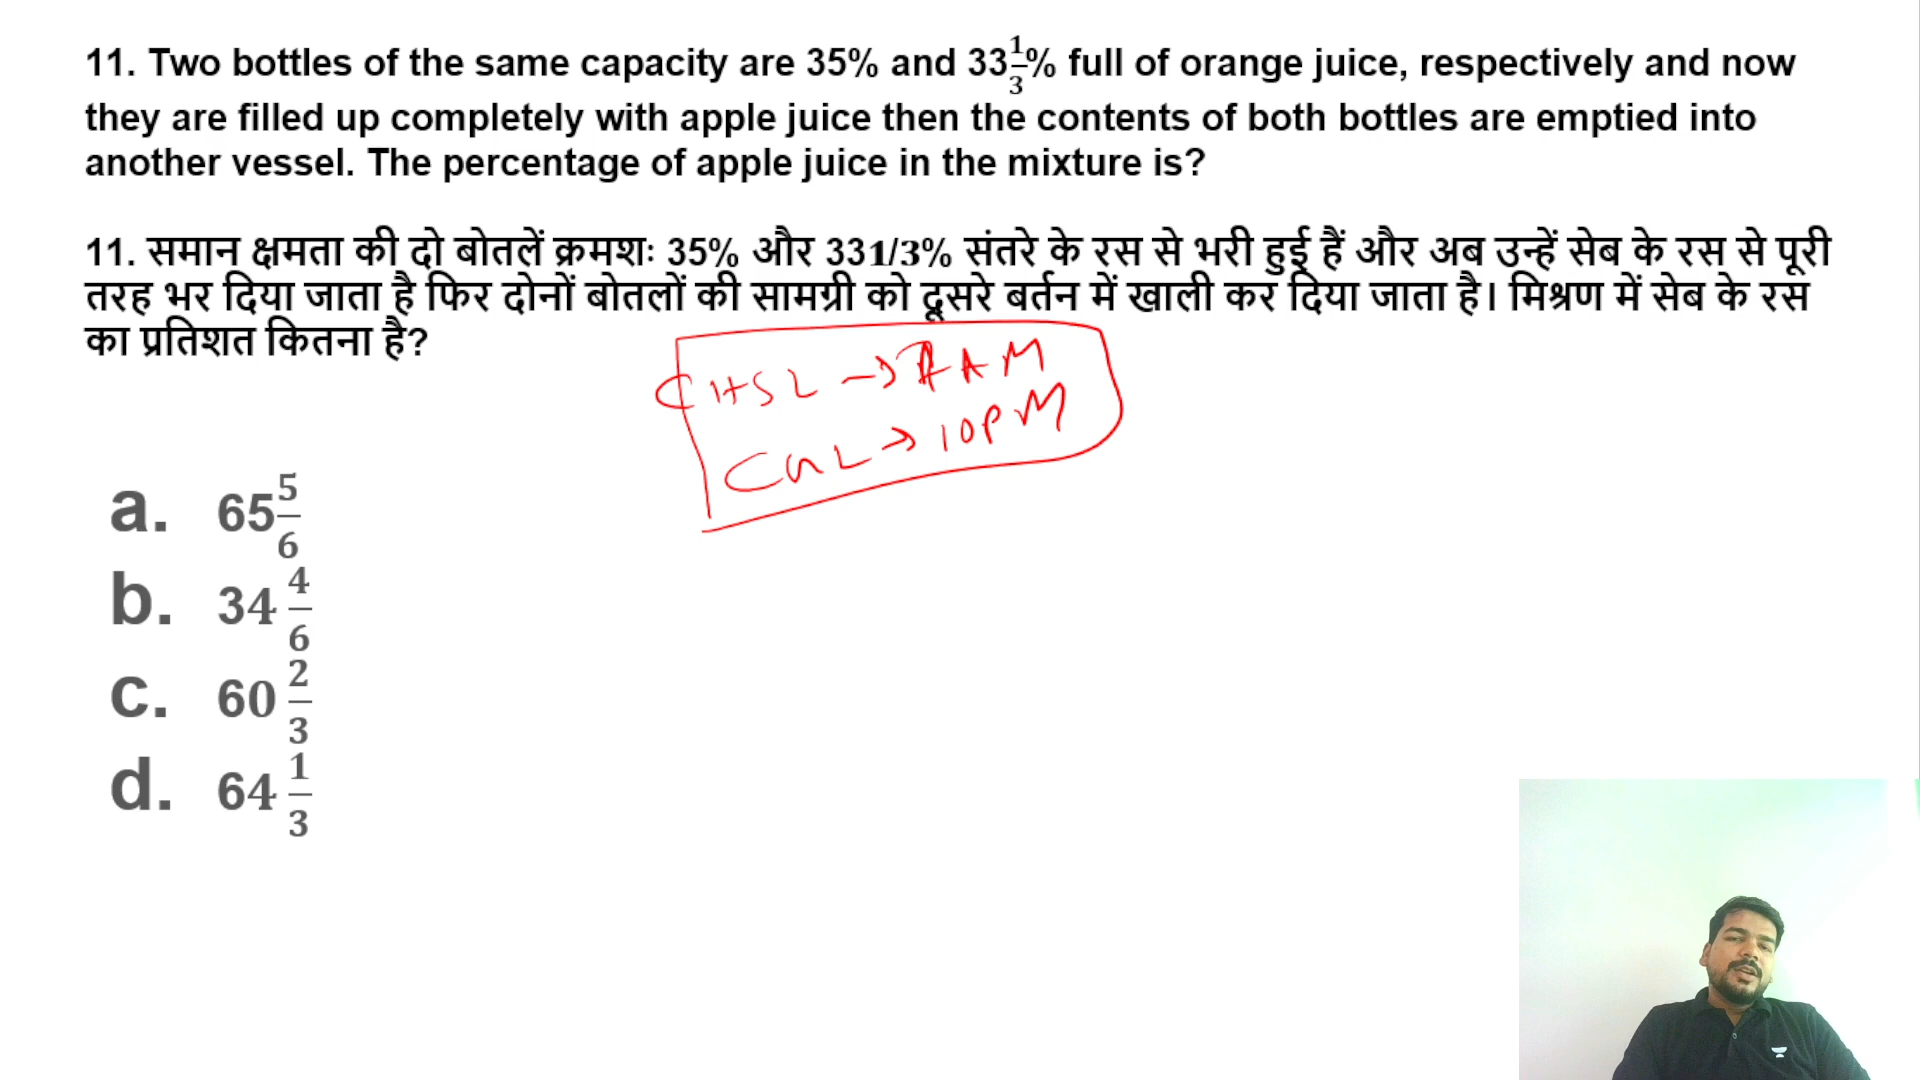 11. Two bottles of the same capacity are 35% and 33 1/3% full of orange juice, respectively and now
they are filled up completely with apple juice then the contents of both bottles are emptied into
another vessel. The percentage of apple juice in the mixture is?
11. समान क्षमता की दो बोतलें क्रमशः 35% और 331/3% संतरे के रस से भरी हुई हैं और अब उन्हें सेब के रस से पूरी
तरह भर दिया जाता है फिर दोनों बोतलों की सामग्री को दूसरे बर्तन में खाली कर दिया जाता है। मिश्रण में सेब के रस
का प्रतिशत कितना है?
CHSL →
CGL → 10PM
a. 65 5/6
b. 34 4/6
c. 60 2/3
d. 64 1/3